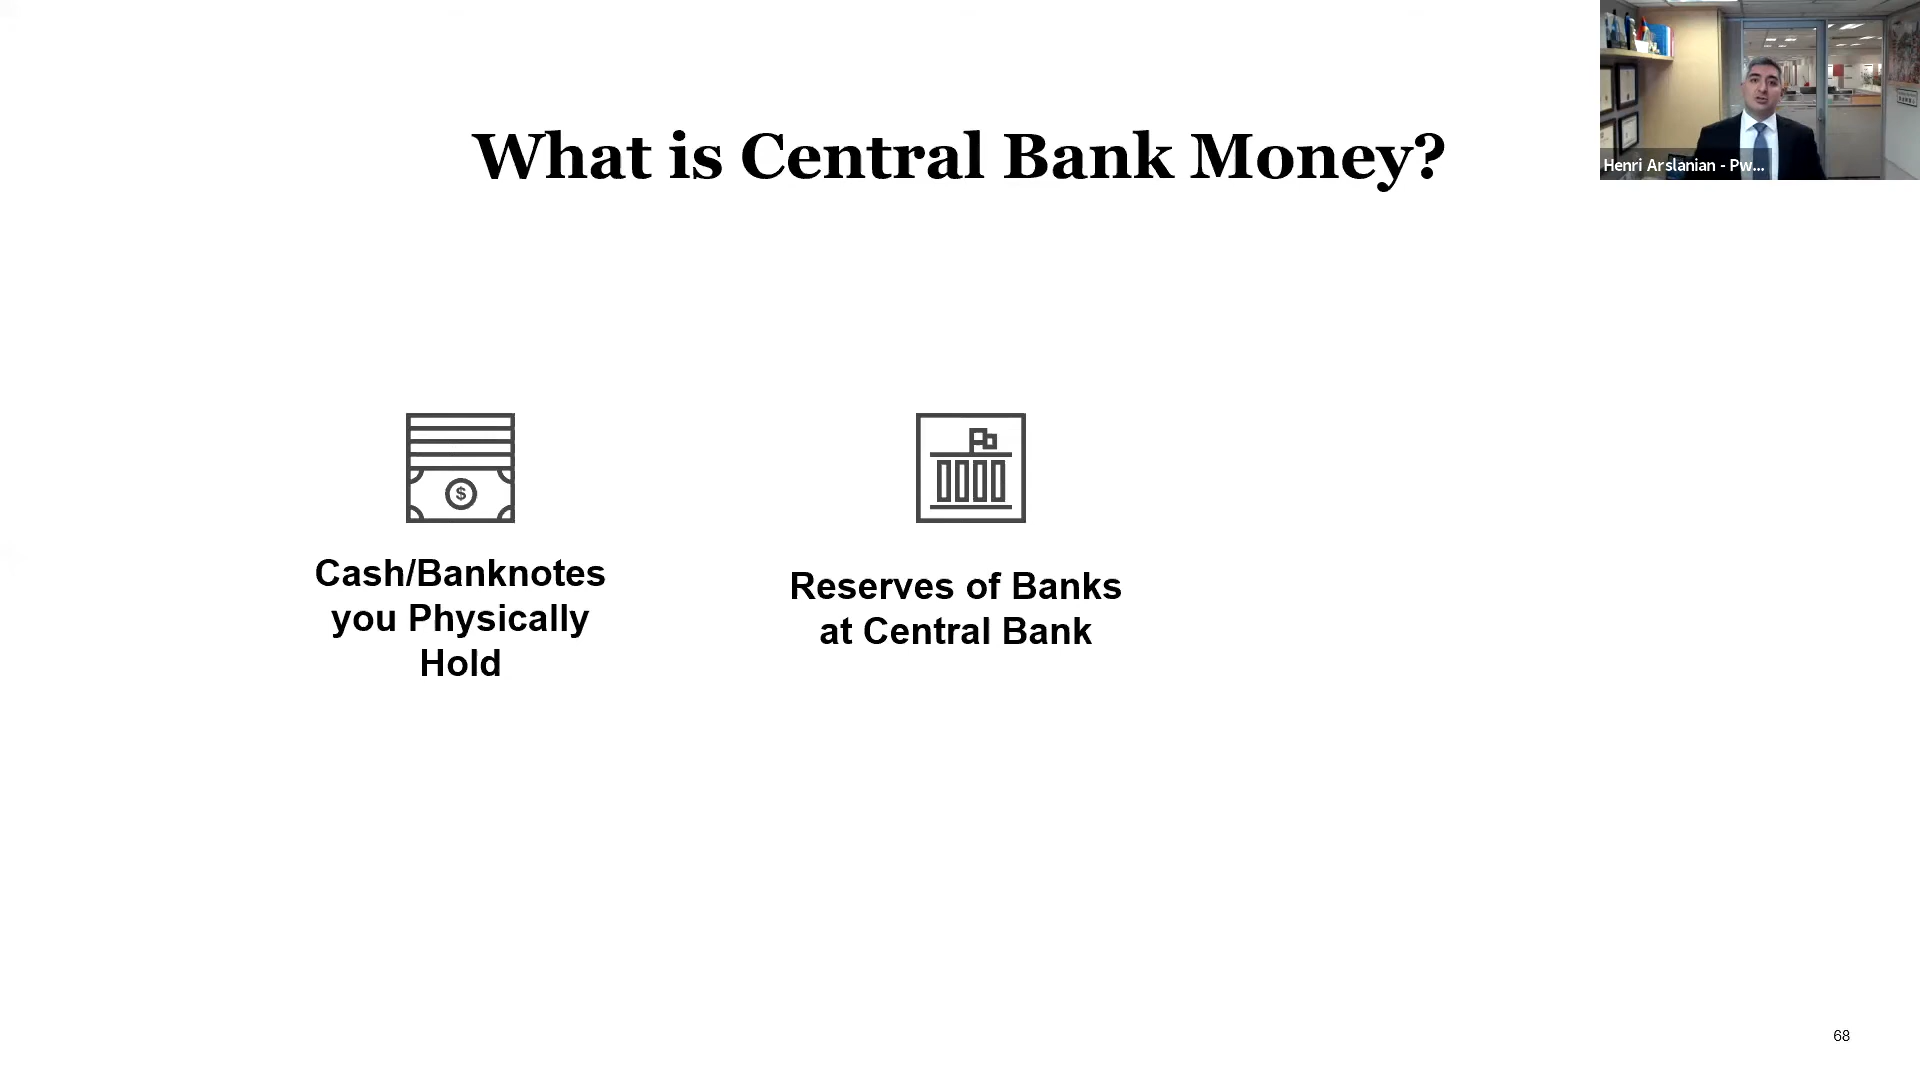 What is Central Bank Money?
Henri Arslanian - Pw...
$
Cash/Banknotes
you Physically
Hold
Reserves of Banks
at Central Bank
68